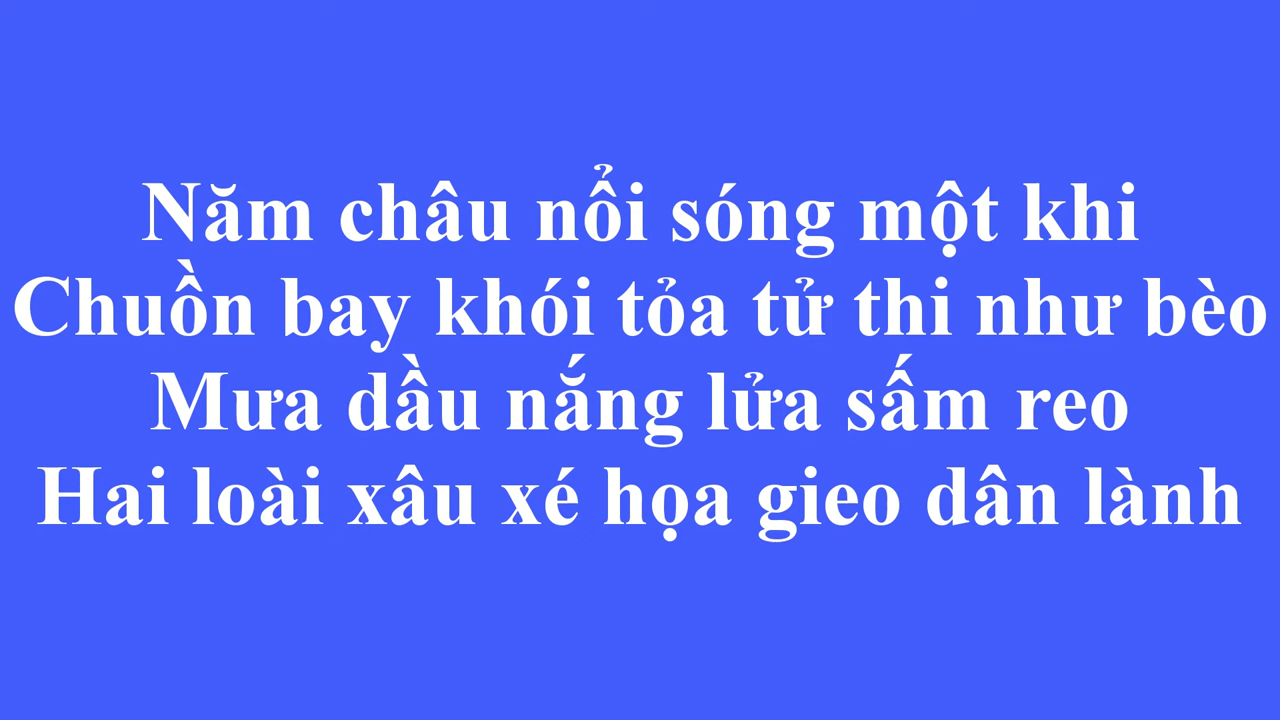 Năm châu nổi sóng một khi
Chuồn bay khói tỏa tử thi như bèo
Mưa dầu nắng lửa sấm reo
Hai loài xâu xé họa gieo dân lành